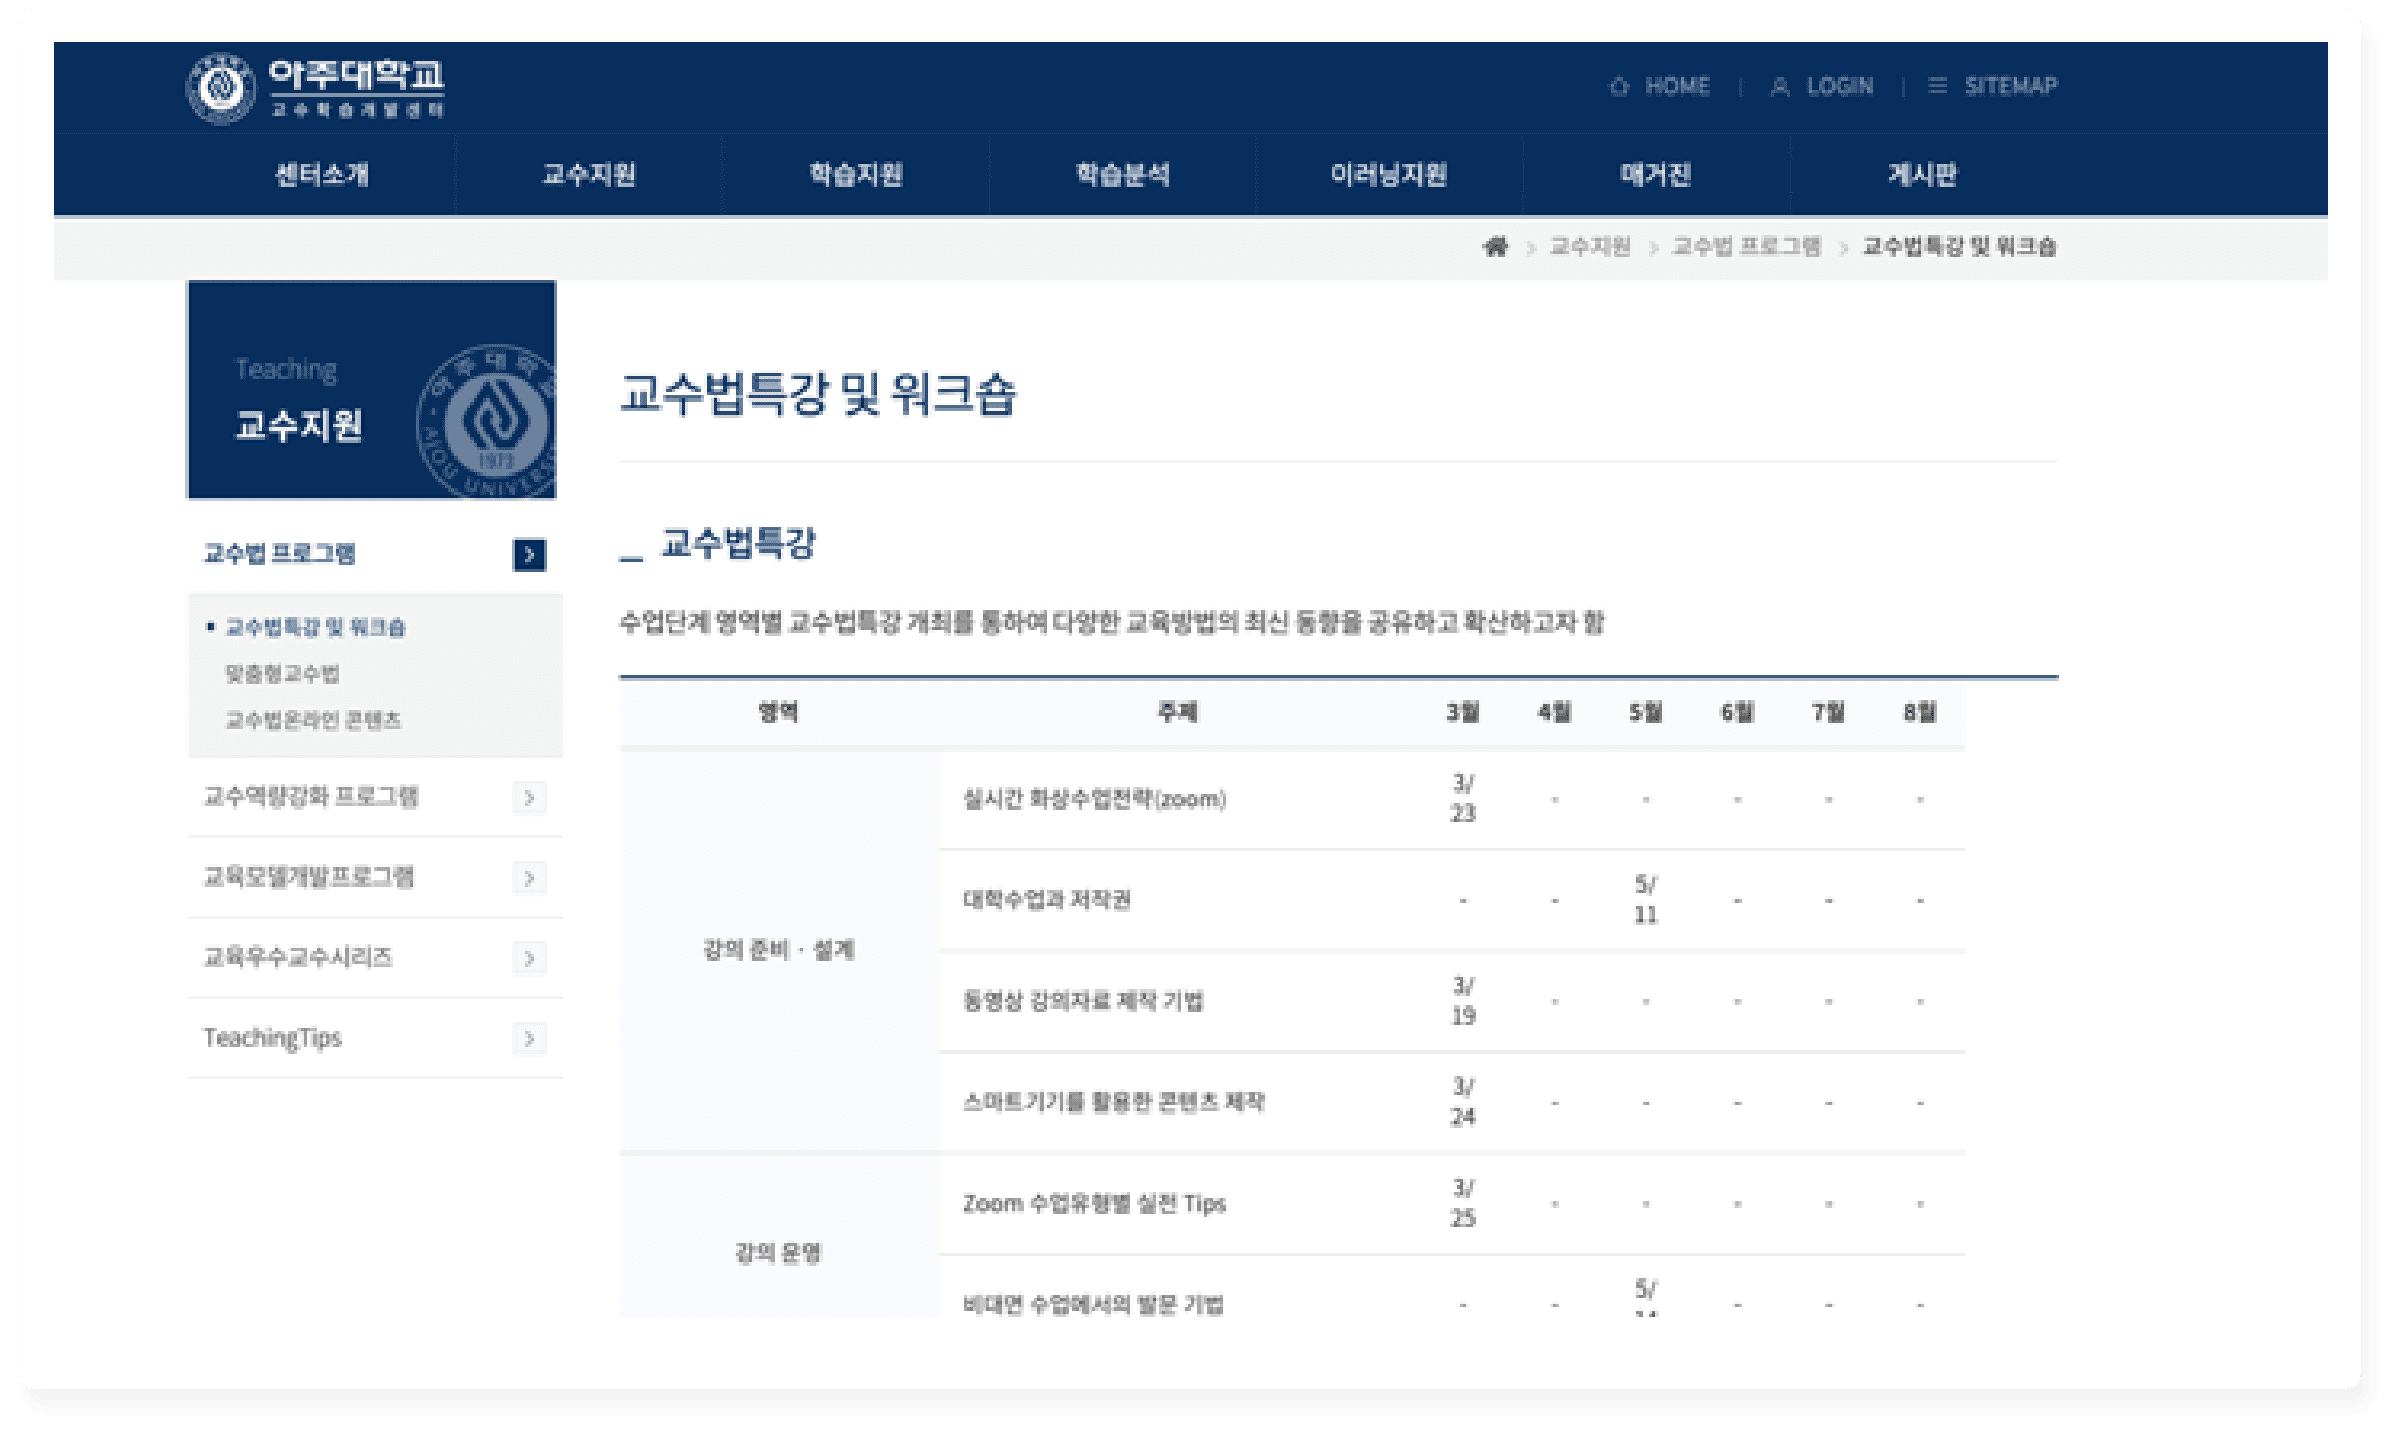 아주대학교
교수학습개발센터
HOME | LOGIN | SITEMAP
센터소개 교수지원 학습지원 학습분석 이러닝지원 매거진 게시판
> 교수지원 > 교수법 프로그램 > 교수법특강 및 워크숍
Teaching
교수지원
아주대학교
AJOU UNIVERS
1973
교수법 프로그램
교수법특강 및 워크숍
맞춤형교수법
교수법온라인 콘텐츠
교수역량강화 프로그램
교육모델개발프로그램
교육우수교수시리즈
TeachingTips
교수법특강 및 워크숍
_ 교수법특강
수업단계 영역별 교수법특강 개최를 통하여 다양한 교육방법의 최신 동향을 공유하고 확산하고자 함
영역 주제 3월 4월 5월 6월 7월 8월
강의 준비 · 설계
실시간 화상수업전략(zoom) 3/23 - - - - -
대학수업과 저작권 - - 5/11 - - -
동영상 강의자료 제작 기법 3/19 - - - - -
스마트기기를 활용한 콘텐츠 제작 3/24 - - - - -
강의 운영
Zoom 수업유형별 실전 Tips 3/25 - - - - -
비대면 수업에서의 발문 기법 - - 5/ - - -